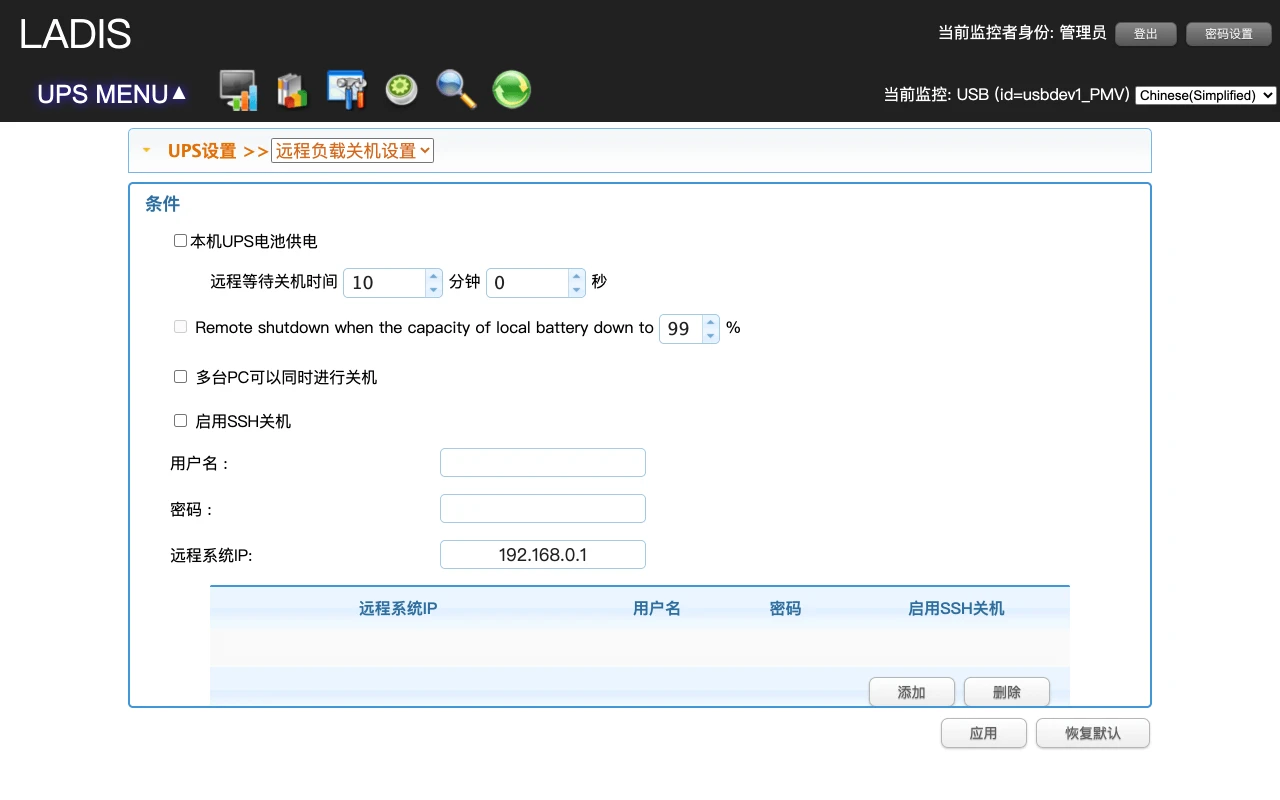 LADIS
当前监控者身份: 管理员 登出 密码设置
UPS MENU▲
当前监控: USB (id=usbdev1_PMV) Chinese(Simplified)
UPS设置 >> 远程负载关机设置
条件
本机UPS电池供电
远程等待关机时间 10 分钟 0 秒
Remote shutdown when the capacity of local battery down to 99 %
多台PC可以同时进行关机
启用SSH关机
用户名 :
密码 :
远程系统IP: 192.168.0.1
远程系统IP 用户名 密码 启用SSH关机
添加 删除
应用 恢复默认